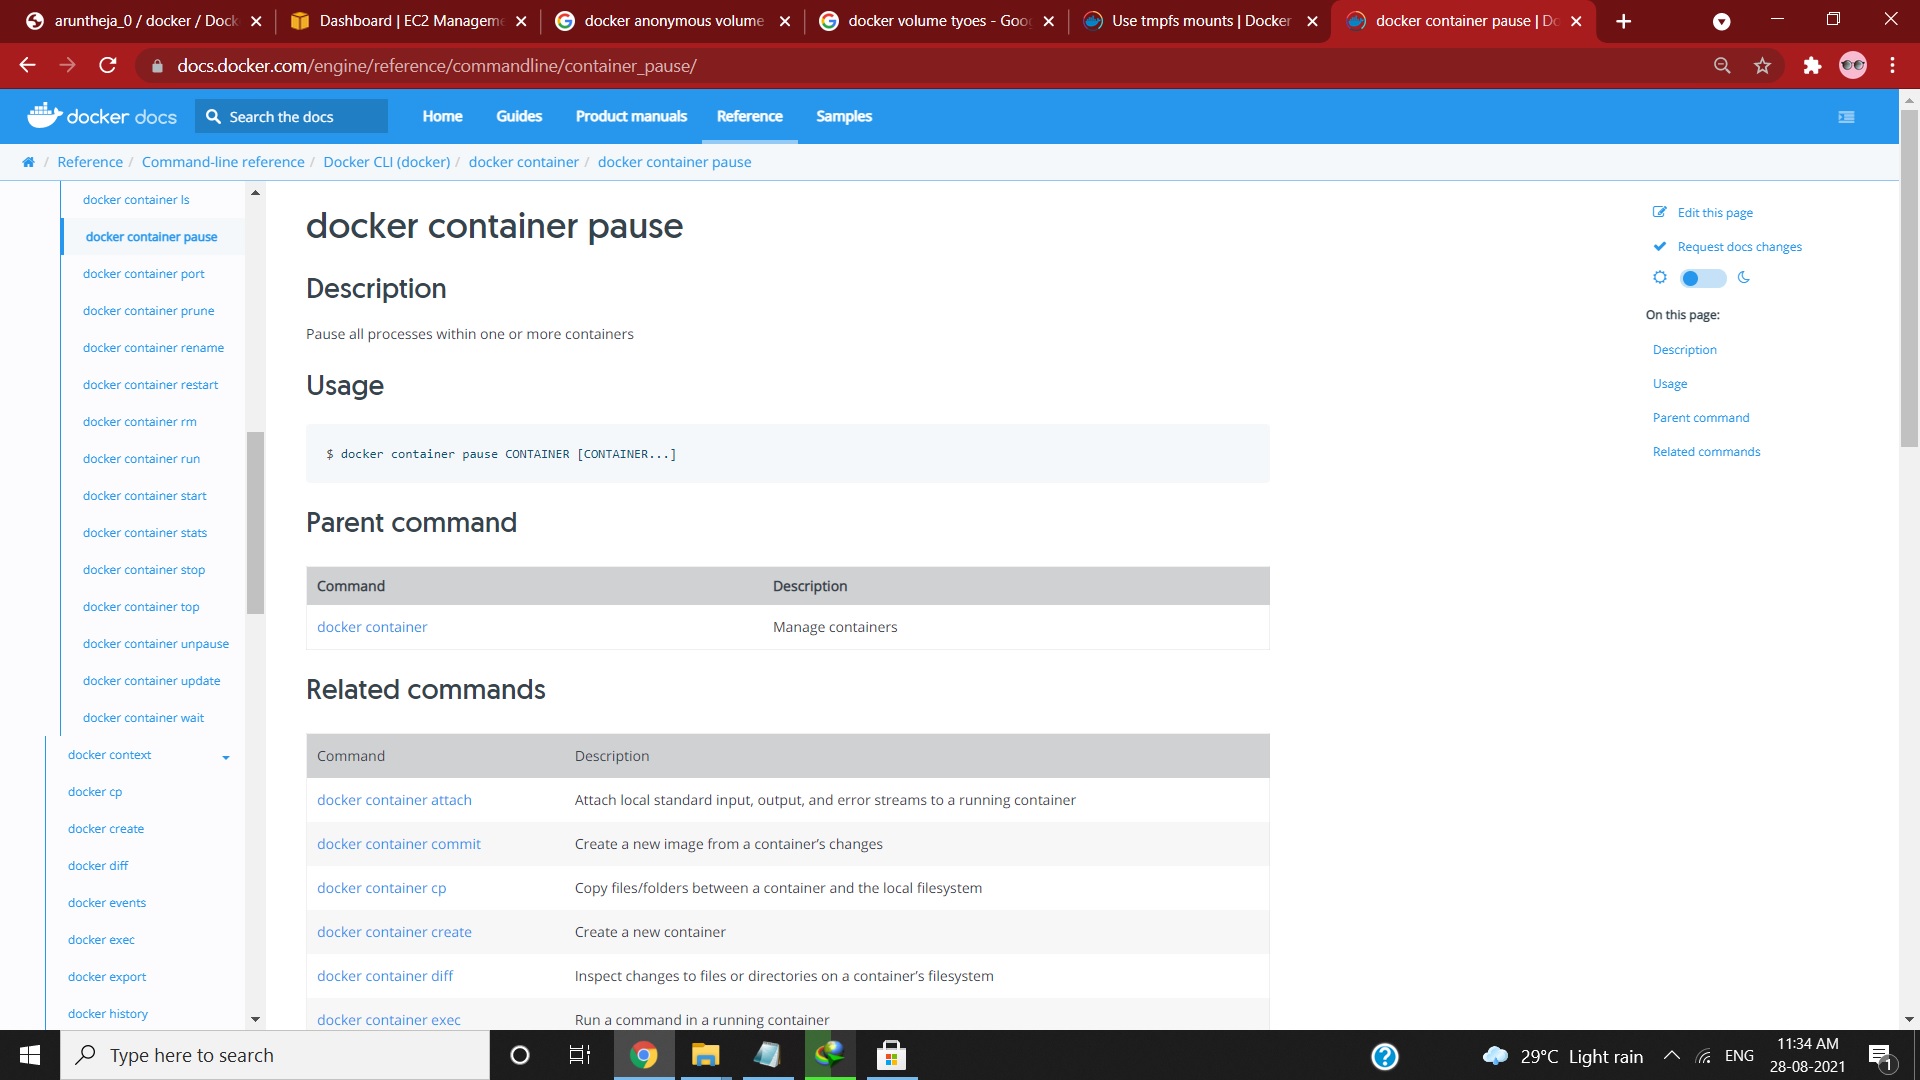 aruntheja_0 / docker / Dock
Dashboard | EC2 Manageme
docker anonymous volume
docker volume tyoes - Goo
Use tmpfs mounts | Docker
docker container pause | Do
docs.docker.com/engine/reference/commandline/container_pause/
docker docs
Search the docs
Home
Guides
Product manuals
Reference
Samples
/ Reference / Command-line reference / Docker CLI (docker) / docker container / docker container pause
docker container ls
docker container pause
docker container port
docker container prune
docker container rename
docker container restart
docker container rm
docker container run
docker container start
docker container stats
docker container stop
docker container top
docker container unpause
docker container update
docker container wait
docker context
docker cp
docker create
docker diff
docker events
docker exec
docker export
docker history
docker container pause
Description
Pause all processes within one or more containers
Usage
$ docker container pause CONTAINER [CONTAINER...]
Parent command
Command Description
docker container Manage containers
Related commands
Command Description
docker container attach Attach local standard input, output, and error streams to a running container
docker container commit Create a new image from a container’s changes
docker container cp Copy files/folders between a container and the local filesystem
docker container create Create a new container
docker container diff Inspect changes to files or directories on a container’s filesystem
docker container exec Run a command in a running container
Edit this page
Request docs changes
On this page:
Description
Usage
Parent command
Related commands
Type here to search
29°C Light rain
ENG
11:34 AM
28-08-2021
1